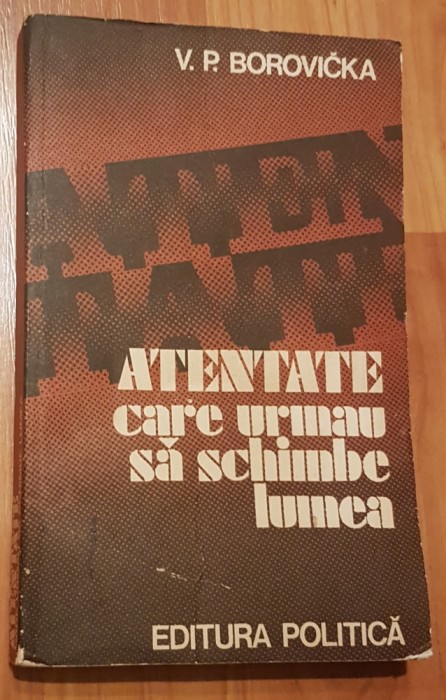 V. P. BOROVIČKA
ATENTATE
care urmau
să schimbe
lumea
EDITURA POLITICĂ